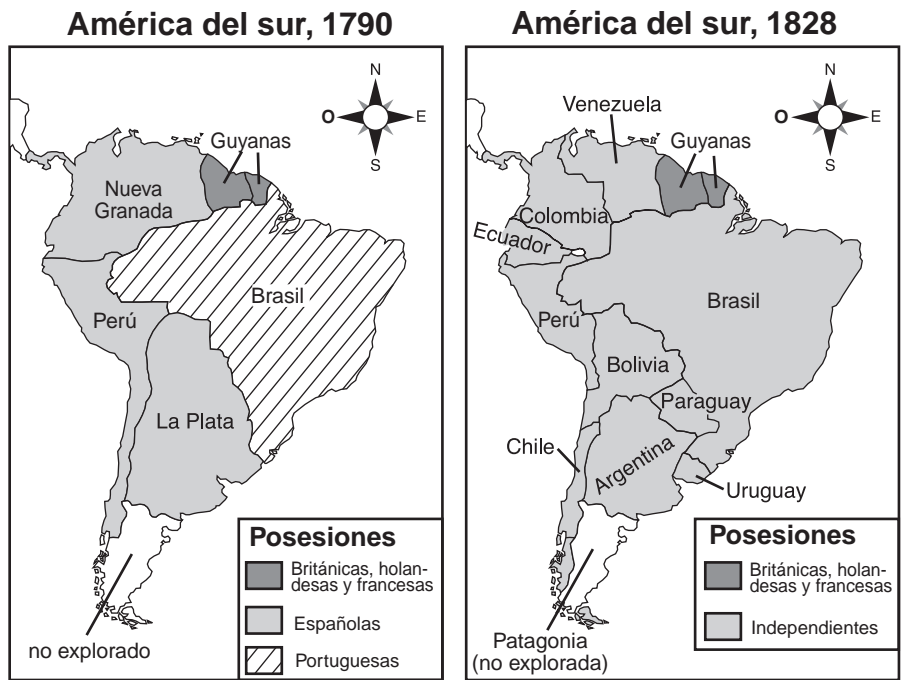 América del sur, 1790
N
O
E
S
Guyanas
Nueva
Granada
Brasil
Perú
La Plata
no explorado
Posesiones
Británicas, holan-
desas y francesas
Españolas
Portuguesas
América del sur, 1828
N
O
E
S
Venezuela
Guyanas
Colombia
Ecuador
Brasil
Perú
Bolivia
Paraguay
Chile
Argentina
Uruguay
Patagonia
(no explorada)
Posesiones
Británicas, holan-
desas y francesas
Independientes